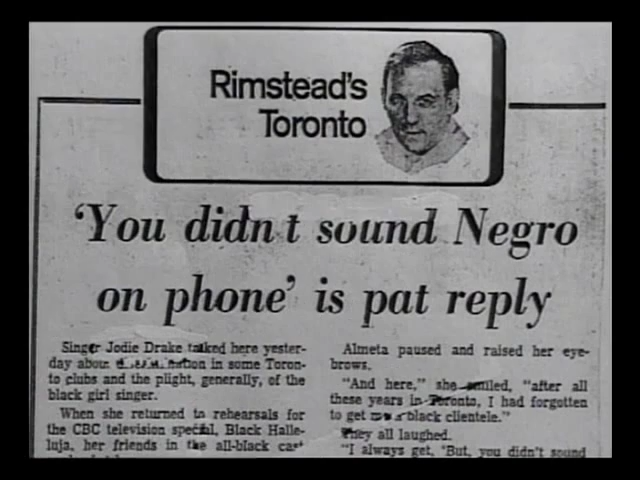 Rimstead's
Toronto
'You didn t sound Negro
on phone' is pat reply
Singer Jodie Drake talked here yester-
day about in some Toron-
to clubs and the plight, generally, of the
black girl singer.
When she returned to rehearsals for
the CBC television special, Black Halle-
luja, her friends in the all-black cast
Almeta paused and raised her eye-
brows.
"And here," she smiled, "after all
these years in Toronto, I had forgotten
to get black clientele."
They all laughed.
"I always get, 'But, you didn't sound